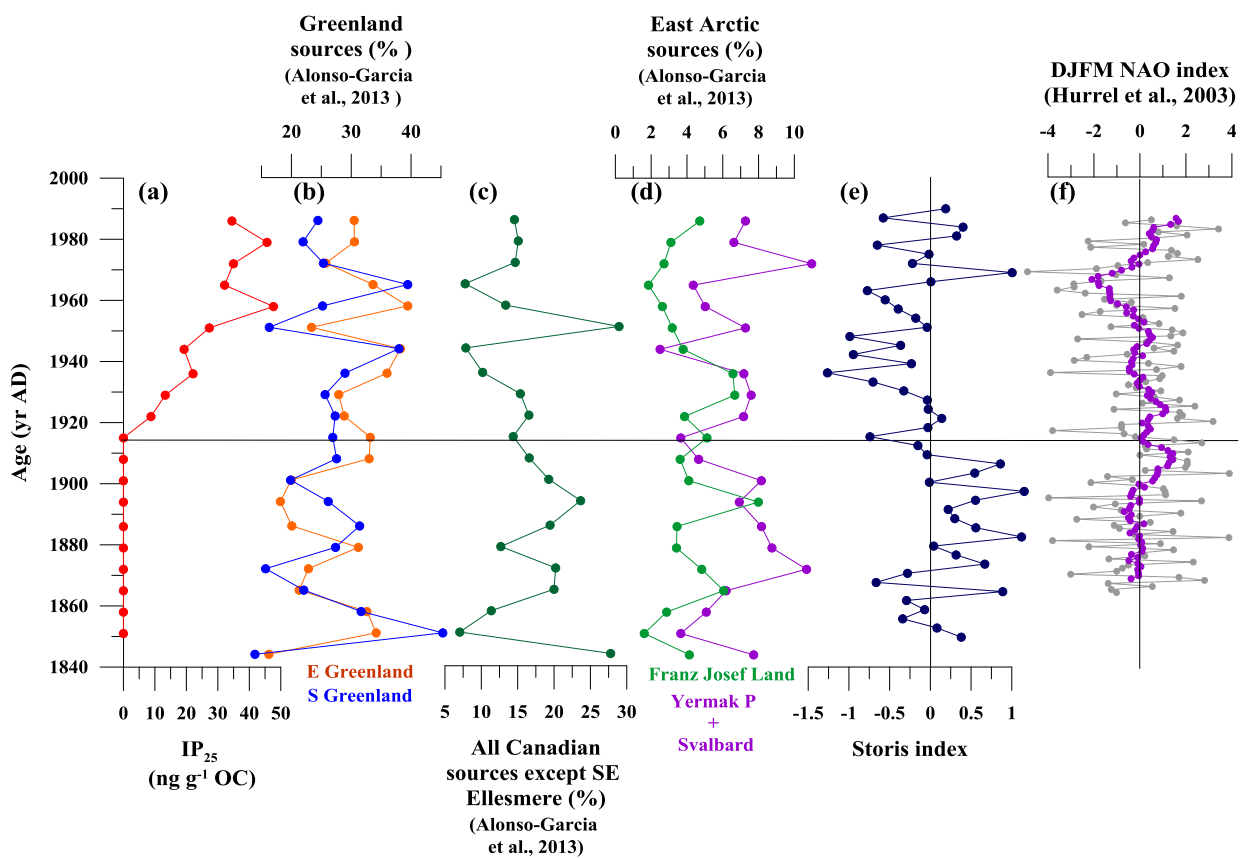 Greenland
sources (% )
(Alonso-Garcia
et al., 2013 )
20 30 40
East Arctic
sources (%)
(Alonso-Garcia
et al., 2013)
0 2 4 6 8 10
DJFM NAO index
(Hurrel et al., 2003)
-4 -2 0 2 4
(a) (b) (c) (d) (e) (f)
Age (yr AD)
2000
1980
1960
1940
1920
1900
1880
1860
1840
0 10 20 30 40 50
IP25
(ng g-1 OC)
E Greenland
S Greenland
5 10 15 20 25 30
All Canadian
sources except SE
Ellesmere (%)
(Alonso-Garcia
et al., 2013)
Franz Josef Land
Yermak P
+
Svalbard
-1.5 -1 -0.5 0 0.5 1
Storis index